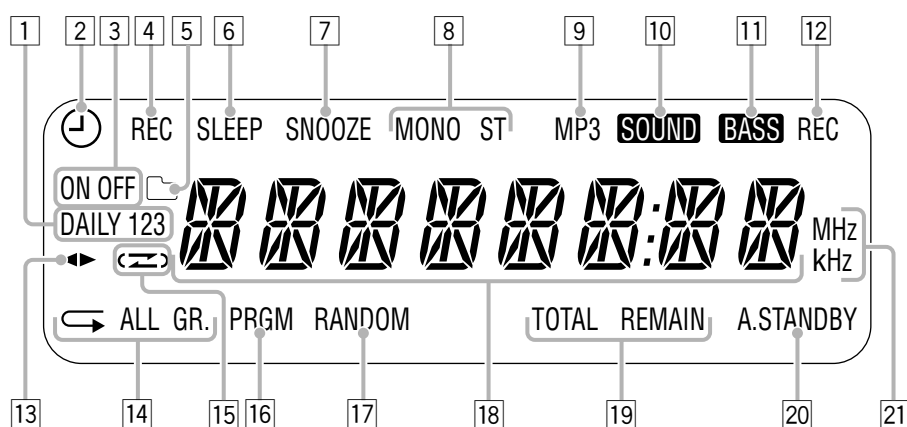 1 2 3 4 5 6 7 8 9 10 11 12
REC SLEEP SNOOZE MONO ST MP3 SOUND BASS REC
ON OFF
DAILY 123
MHz
kHz
ALL GR. PRGM RANDOM TOTAL REMAIN A.STANDBY
13 14 15 16 17 18 19 20 21